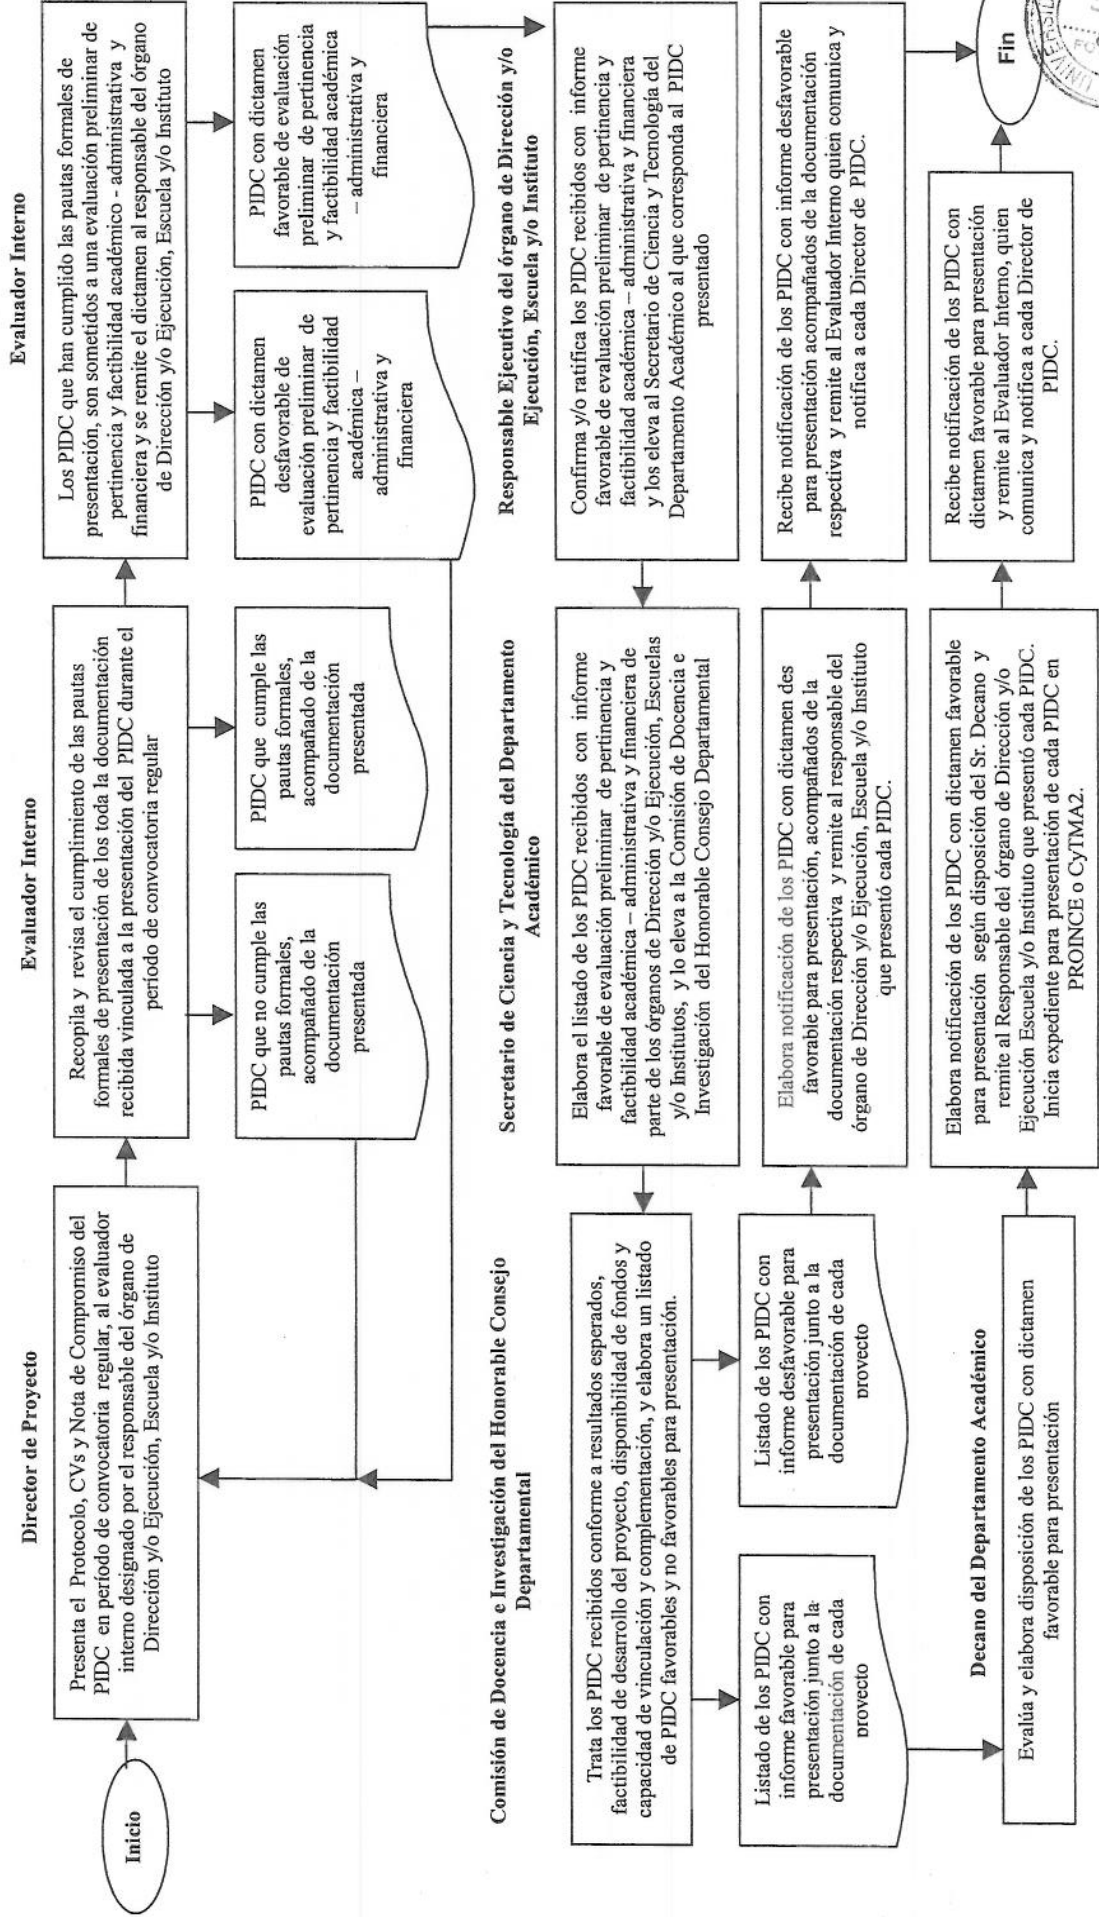 Director de Proyecto
Inicio
Presenta el Protocolo, CVs y Nota de Compromiso del
PIDC en período de convocatoria regular, al evaluador
interno designado por el responsable del órgano de
Dirección y/o Ejecución, Escuela y/o Instituto
Evaluador Interno
Recopila y revisa el cumplimiento de las pautas
formales de presentación de los toda la documentación
recibida vinculada a la presentación del PIDC durante el
período de convocatoria regular
PIDC que no cumple las
pautas formales,
acompañado de la
documentación
presentada
PIDC que cumple las
pautas formales,
acompañado de la
documentación
presentada
Evaluador Interno
Los PIDC que han cumplido las pautas formales de
presentación, son sometidos a una evaluación preliminar de
pertinencia y factibilidad académico - administrativa y
financiera y se remite el dictamen al responsable del órgano
de Dirección y/o Ejecución, Escuela y/o Instituto
PIDC con dictamen
desfavorable de
evaluación preliminar de
pertinencia y factibilidad
académica –
administrativa y
financiera
PIDC con dictamen
favorable de evaluación
preliminar de pertinencia
y factibilidad académica
– administrativa y
financiera
Comisión de Docencia e Investigación del Honorable Consejo
Departamental
Trata los PIDC recibidos conforme a resultados esperados,
factibilidad de desarrollo del proyecto, disponibilidad de fondos y
capacidad de vinculación y complementación, y elabora un listado
de PIDC favorables y no favorables para presentación.
Listado de los PIDC con
informe favorable para
presentación junto a la
documentación de cada
proyecto
Listado de los PIDC con
informe desfavorable para
presentación junto a la
documentación de cada
proyecto
Decano del Departamento Académico
Evalúa y elabora disposición de los PIDC con dictamen
favorable para presentación
Secretario de Ciencia y Tecnología del Departamento
Académico
Elabora el listado de los PIDC recibidos con informe
favorable de evaluación preliminar de pertinencia y
factibilidad académica – administrativa y financiera de
parte de los órganos de Dirección y/o Ejecución, Escuelas
y/o Institutos, y lo eleva a la Comisión de Docencia e
Investigación del Honorable Consejo Departamental
Elabora notificación de los PIDC con dictamen des
favorable para presentación, acompañados de la
documentación respectiva y remite al responsable del
órgano de Dirección y/o Ejecución, Escuela y/o Instituto
que presentó cada PIDC.
Elabora notificación de los PIDC con dictamen favorable
para presentación según disposición del Sr. Decano y
remite al Responsable del órgano de Dirección y/o
Ejecución Escuela y/o Instituto que presentó cada PIDC.
Inicia expediente para presentación de cada PIDC en
PROINCE o CyTMA2.
Responsable Ejecutivo del órgano de Dirección y/o
Ejecución, Escuela y/o Instituto
Confirma y/o ratifica los PIDC recibidos con informe
favorable de evaluación preliminar de pertinencia y
factibilidad académica – administrativa y financiera
y los eleva al Secretario de Ciencia y Tecnología del
Departamento Académico al que corresponda al PIDC
presentado
Recibe notificación de los PIDC con informe desfavorable
para presentación acompañados de la documentación
respectiva y remite al Evaluador Interno quien comunica y
notifica a cada Director de PIDC.
Recibe notificación de los PIDC con
dictamen favorable para presentación
y remite al Evaluador Interno, quien
comunica y notifica a cada Director de
PIDC.
Fin